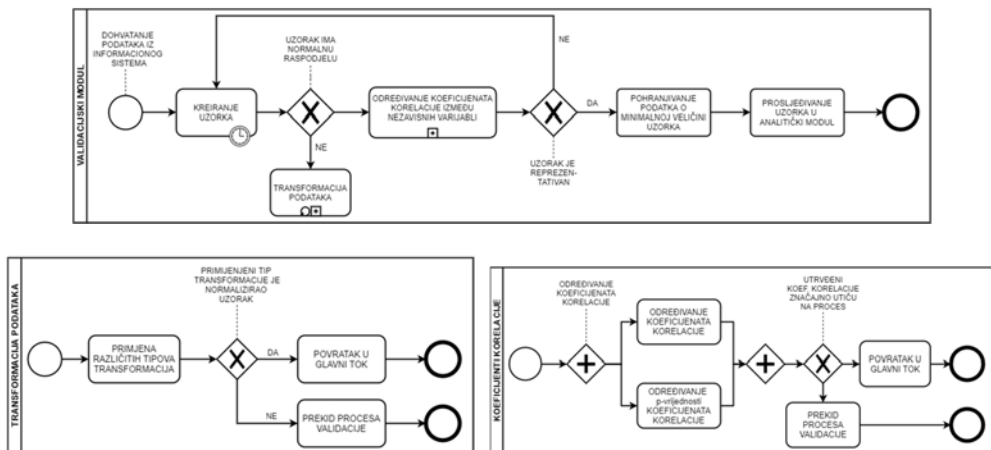 VALIDACIJSKI MODUL
DOHVATANJE
PODATAKA IZ
INFORMACIONOG
SISTEMA
KREIRANJE
UZORKA
UZORAK IMA
NORMALNU
RASPODJELU
NE
TRANSFORMACIJA
PODATAKA
ODREĐIVANJE KOEFICIJENATA
KORELACIJE IZMEĐU
NEZAVISNIH VARIJABLI
NE
DA
UZORAK JE
REPREZEN-
TATIVAN
POHRANJIVANJE
PODATKA O
MINIMALNOJ VELIČINI
UZORKA
PROSLJEĐIVANJE
UZORKA U
ANALITIČKI MODUL
TRANSFORMACIJA PODATAKA
PRIMJENA
RAZLIČITIH TIPOVA
TRANSFORMACIJA
PRIMIJENJENI TIP
TRANSFORMACIJE JE
NORMALIZIRAO
UZORAK
DA
POVRATAK U
GLAVNI TOK
NE
PREKID PROCESA
VALIDACIJE
KOEFICIJENTI KORELACIJE
ODREĐIVANJE
KOEFICIJENATA
KORELACIJE
ODREĐIVANJE
KOEFICIJENATA
KORELACIJE
ODREĐIVANJE
p-vrijednosti
KOEFICIJENATA
KORELACIJE
UTRVĐENI
KOEF. KORELACIJE
ZNAČAJNO UTIČU
NA PROCES
POVRATAK U
GLAVNI TOK
PREKID
PROCESA
VALIDACIJE